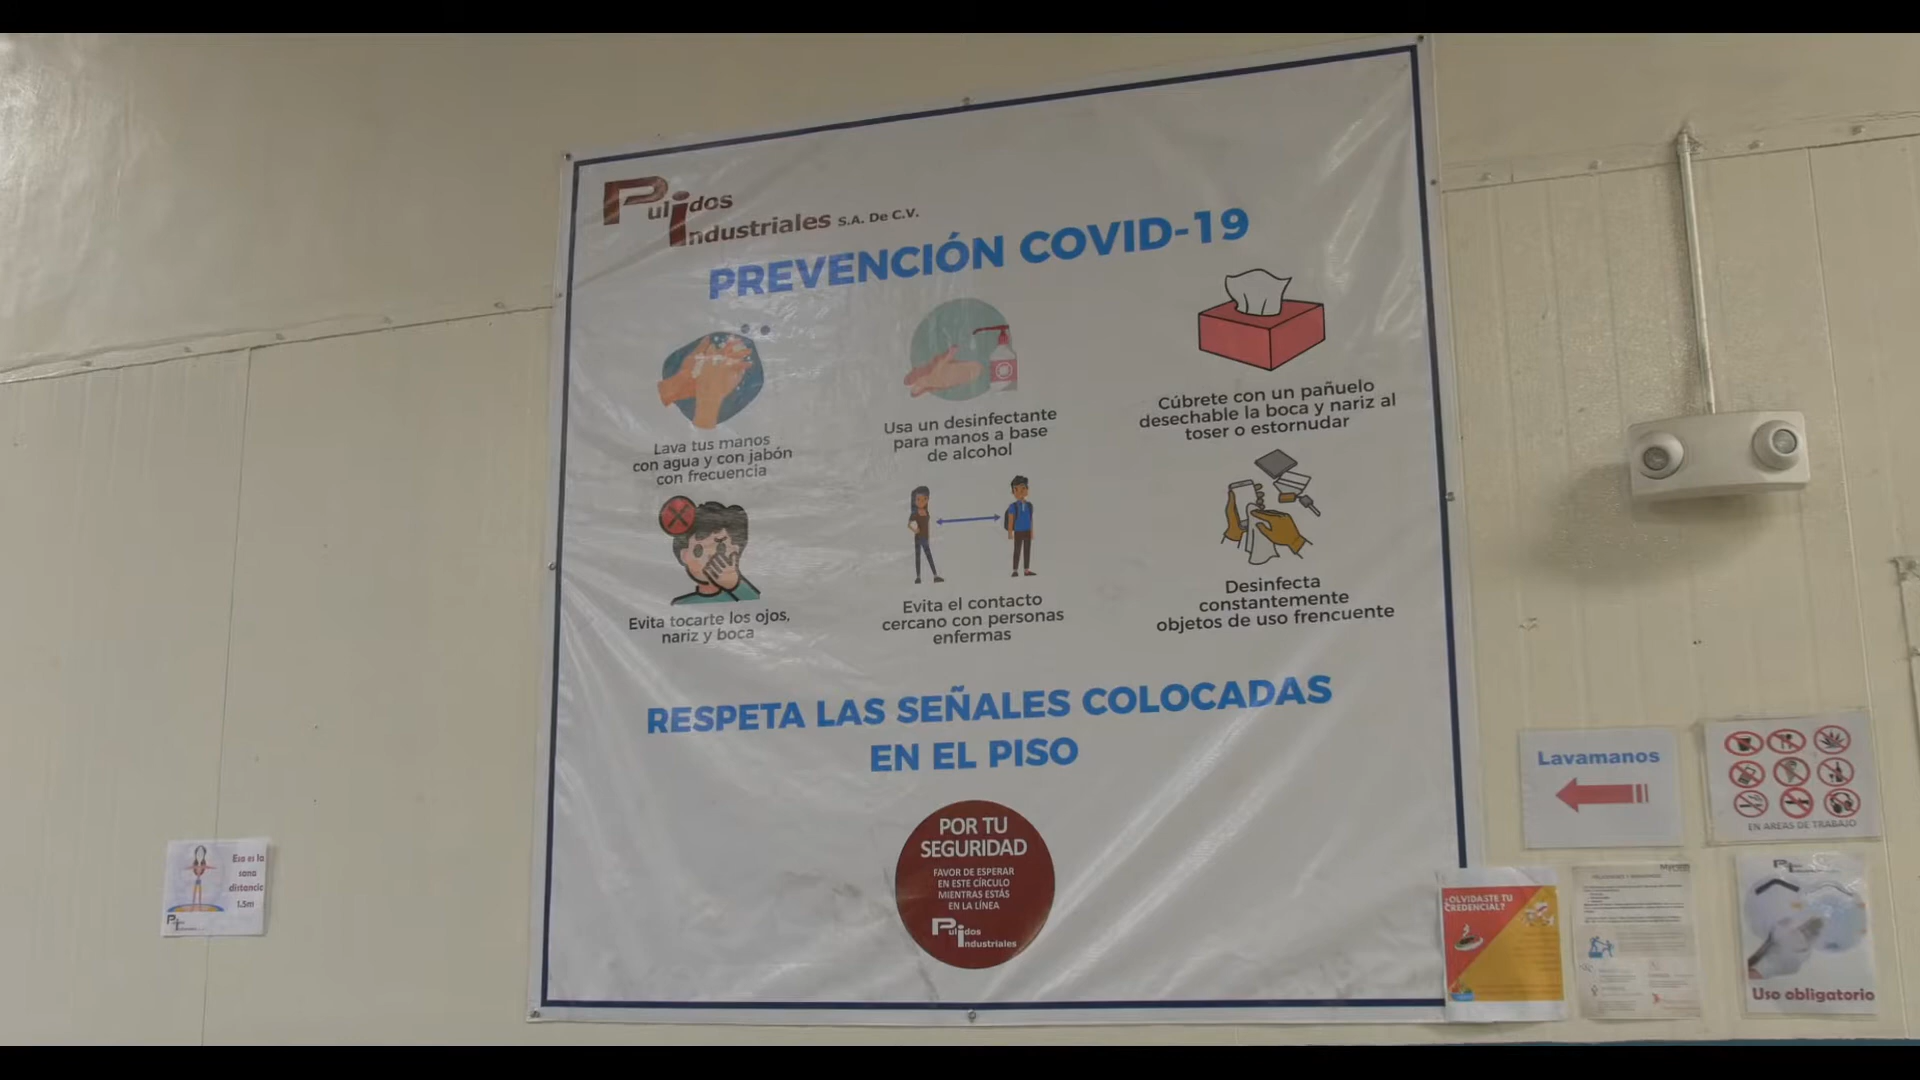 Pulidos
Industriales S.A. De C.V.
PREVENCIÓN COVID-19
Lava tus manos
con agua y con jabón
con frecuencia
Usa un desinfectante
para manos a base
de alcohol
Cúbrete con un pañuelo
desechable la boca y nariz al
toser o estornudar
Evita tocarte los ojos,
nariz y boca
Evita el contacto
cercano con personas
enfermas
Desinfecta
constantemente
objetos de uso frencuente
RESPETA LAS SEÑALES COLOCADAS
EN EL PISO
POR TU
SEGURIDAD
FAVOR DE ESPERAR
EN ESTE CÍRCULO
MIENTRAS ESTÁS
EN LA LÍNEA
Pulidos
Industriales
Esa es la
sana
distancia
1.5m
Lavamanos
EN AREAS DE TRABAJO
¿OLVIDASTE TU
CREDENCIAL?
Uso obligatorio